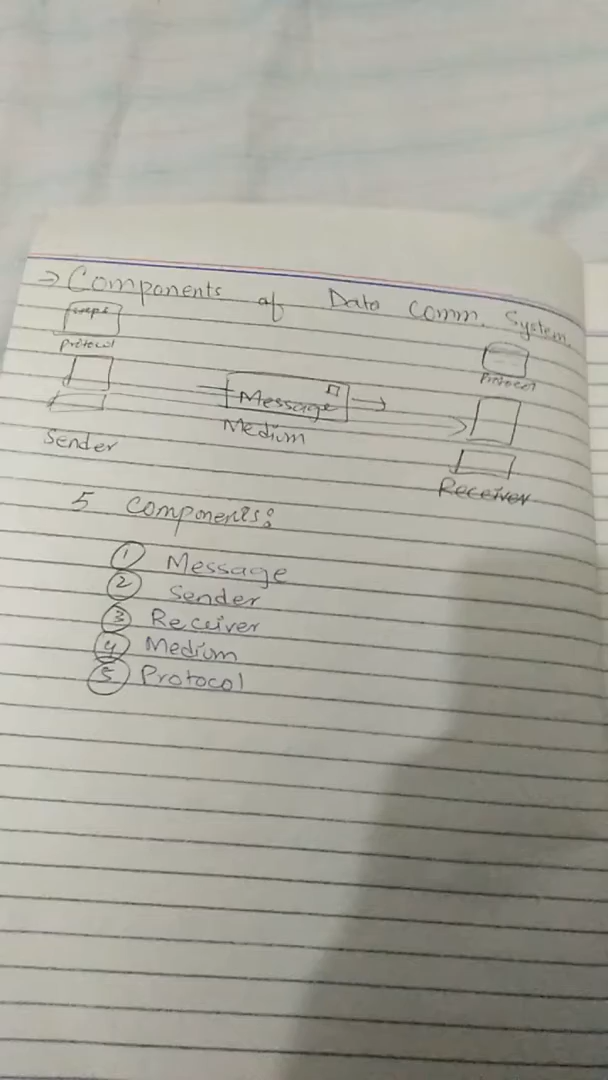 ⇒ Components of Data Comm. System.
Protocol
Protocol
Message
Medium
Sender
Receiver
5 Components:
① Message
② Sender
③ Receiver
④ Medium
⑤ Protocol